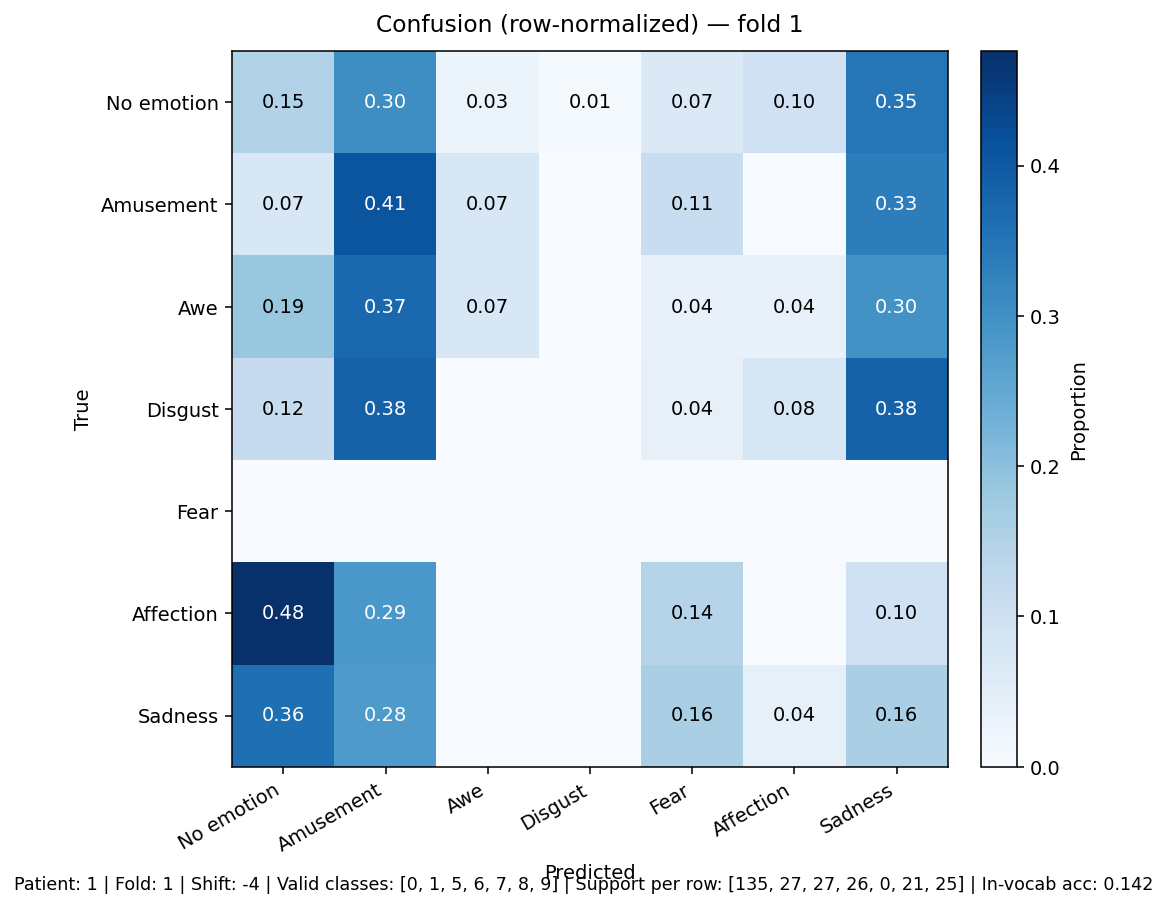 Confusion (row-normalized) — fold 1
True
No emotion 0.15 0.30 0.03 0.01 0.07 0.10 0.35
Amusement 0.07 0.41 0.07 0.11 0.33
Awe 0.19 0.37 0.07 0.04 0.04 0.30
Disgust 0.12 0.38 0.04 0.08 0.38
Fear
Affection 0.48 0.29 0.14 0.10
Sadness 0.36 0.28 0.16 0.04 0.16
No emotion Amusement Awe Disgust Fear Affection Sadness
Predicted
0.4
0.3
0.2
0.1
0.0
Proportion
Patient: 1 | Fold: 1 | Shift: -4 | Valid classes: [0, 1, 5, 6, 7, 8, 9] | Support per row: [135, 27, 27, 26, 0, 21, 25] | In-vocab acc: 0.142